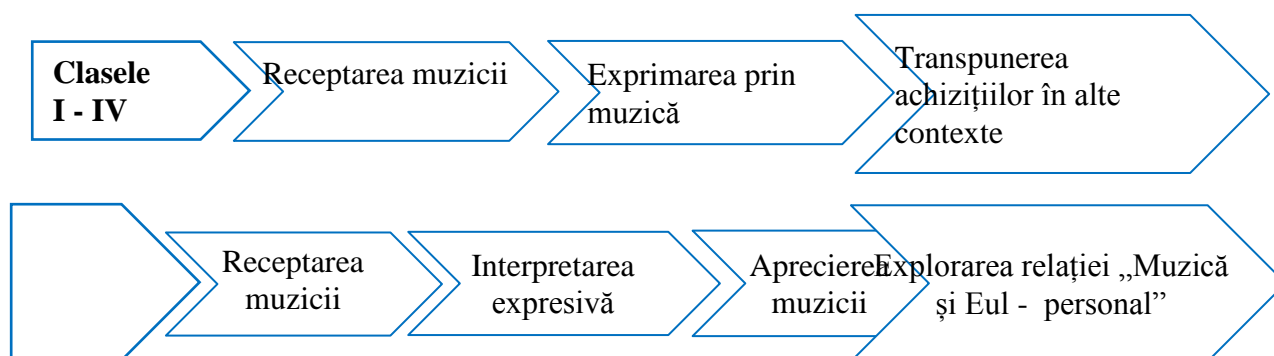 Clasele
I - IV
Receptarea muzicii
Exprimarea prin
muzică
Transpunerea
achizițiilor în alte
contexte
Receptarea
muzicii
Interpretarea
expresivă
Aprecierea
muzicii
Explorarea relației „Muzică
și Eul - personal”